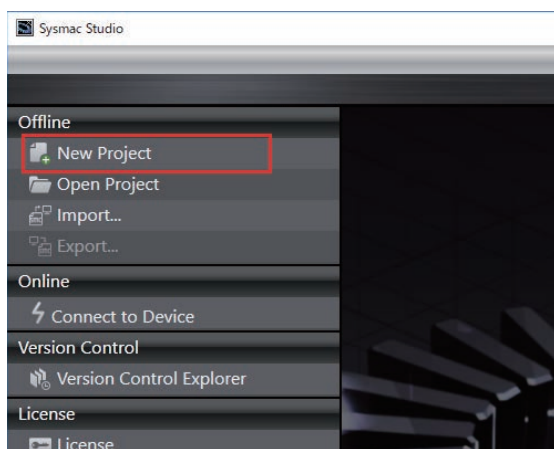 Sysmac Studio
Offline
New Project
Open Project
Import...
Export...
Online
Connect to Device
Version Control
Version Control Explorer
License
License